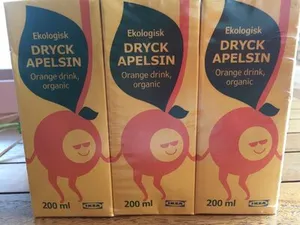 Ekologisk
DRYCK
APELSIN
Orange drink,
organic
200 ml
IKEA
Ekologisk
DRYCK
APELSIN
Orange drink,
organic
200 ml
IKEA
Ekologisk
DRYCK
APELSIN
Orange drink,
organic
200 ml
IKEA